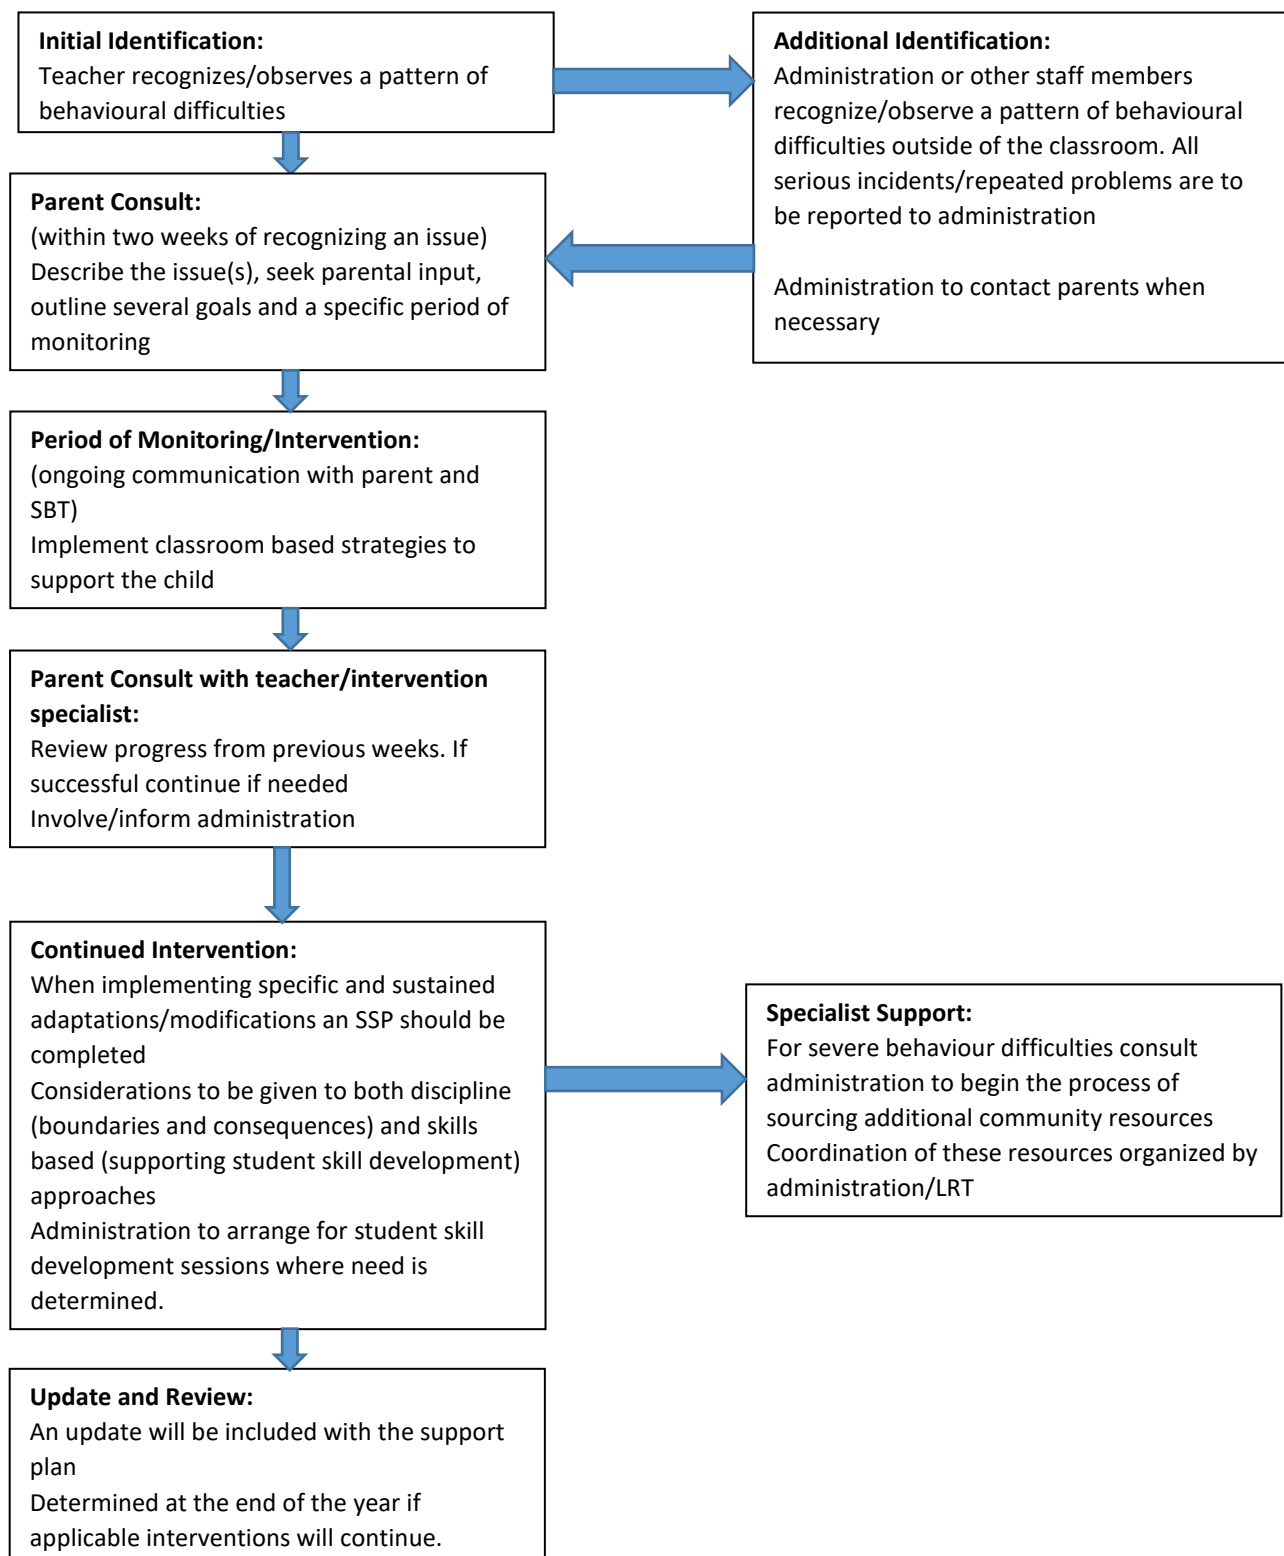 Initial Identification:
Teacher recognizes/observes a pattern of
behavioural difficulties
Additional Identification:
Administration or other staff members
recognize/observe a pattern of behavioural
difficulties outside of the classroom. All
serious incidents/repeated problems are to
be reported to administration
Administration to contact parents when
necessary
Parent Consult:
(within two weeks of recognizing an issue)
Describe the issue(s), seek parental input,
outline several goals and a specific period of
monitoring
Period of Monitoring/Intervention:
(ongoing communication with parent and
SBT)
Implement classroom based strategies to
support the child
Parent Consult with teacher/intervention
specialist:
Review progress from previous weeks. If
successful continue if needed
Involve/inform administration
Continued Intervention:
When implementing specific and sustained
adaptations/modifications an SSP should be
completed
Considerations to be given to both discipline
(boundaries and consequences) and skills
based (supporting student skill development)
approaches
Administration to arrange for student skill
development sessions where need is
determined.
Specialist Support:
For severe behaviour difficulties consult
administration to begin the process of
sourcing additional community resources
Coordination of these resources organized by
administration/LRT
Update and Review:
An update will be included with the support
plan
Determined at the end of the year if
applicable interventions will continue.